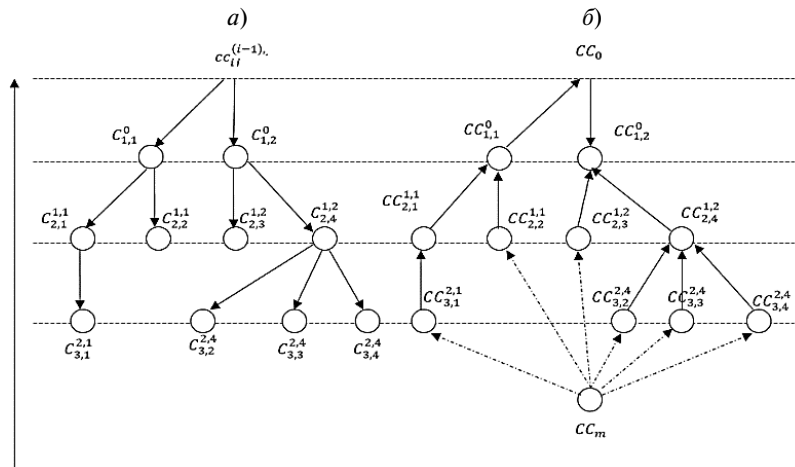 а) б)
cc_{ij}^{(i-1),.} CC_0
C_{1,1}^{0} C_{1,2}^{0} CC_{1,1}^{0} CC_{1,2}^{0}
C_{2,1}^{1,1} C_{2,2}^{1,1} C_{2,3}^{1,2} C_{2,4}^{1,2} CC_{2,1}^{1,1} CC_{2,2}^{1,1} CC_{2,3}^{1,2} CC_{2,4}^{1,2}
CC_{3,1}^{2,1} CC_{3,2}^{2,4} CC_{3,3}^{2,4} CC_{3,4}^{2,4}
C_{3,1}^{2,1} C_{3,2}^{2,4} C_{3,3}^{2,4} C_{3,4}^{2,4}
CC_m